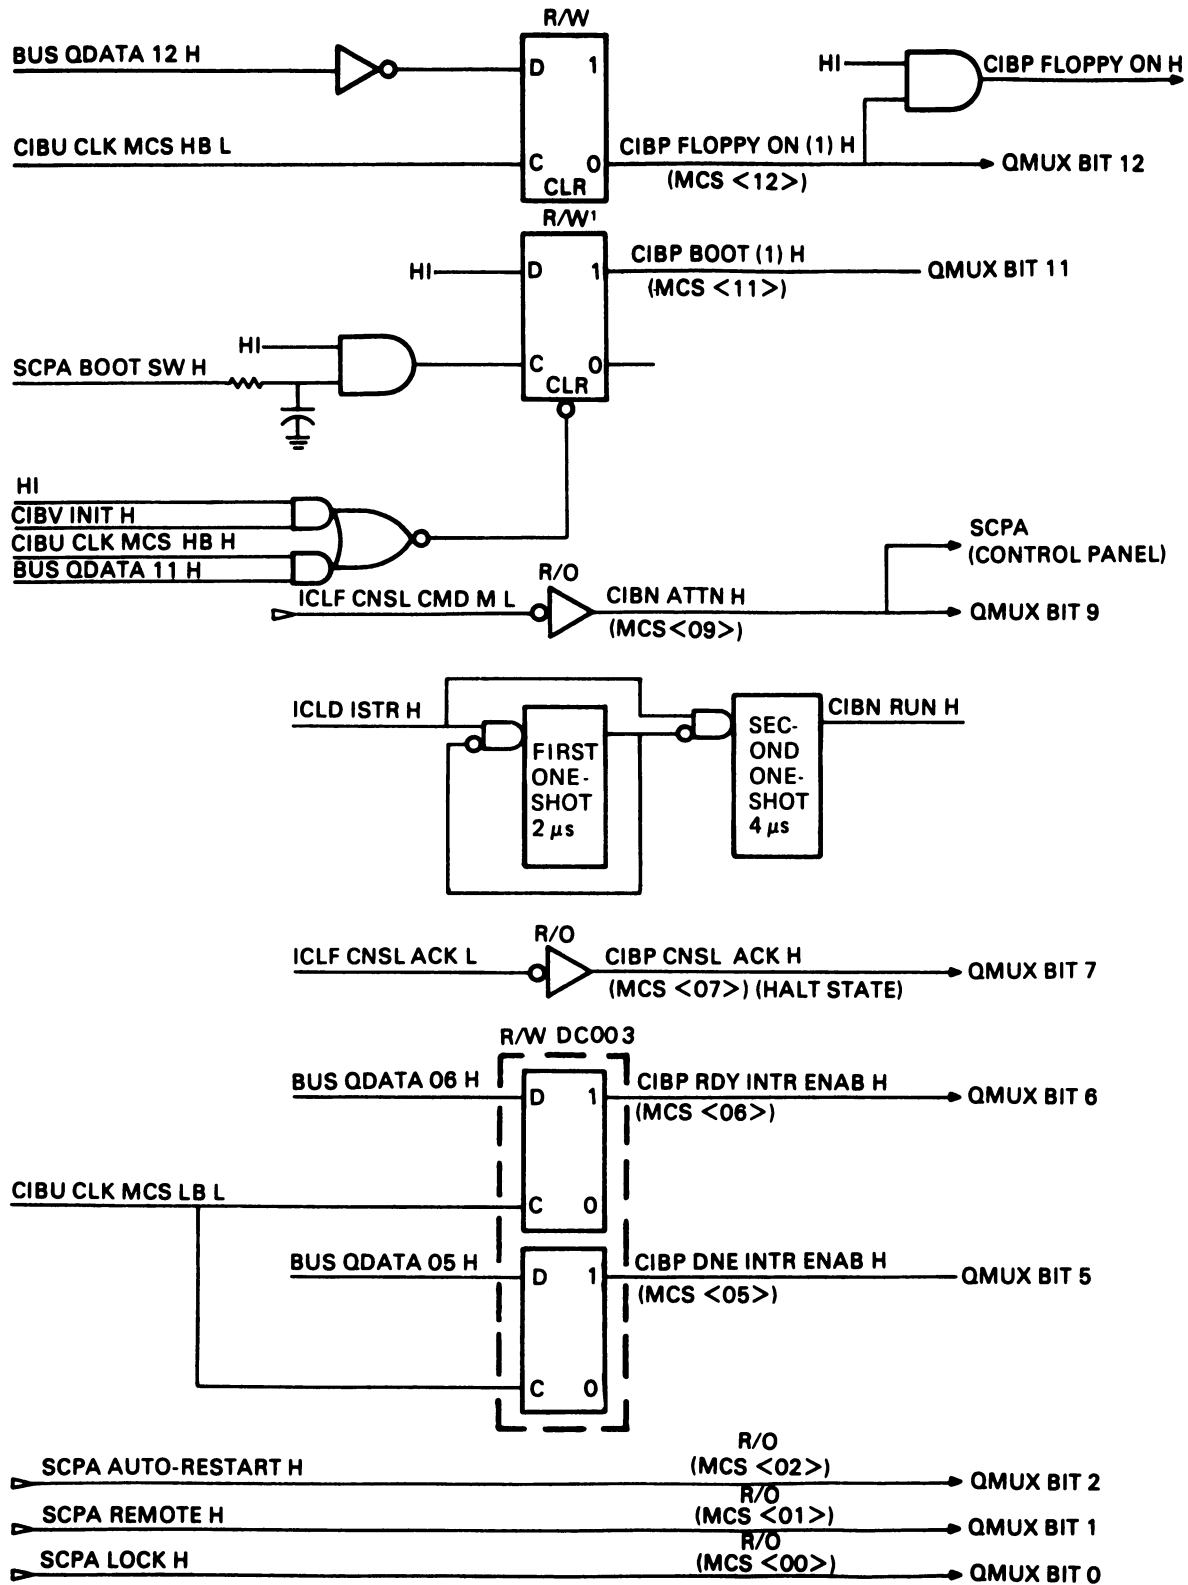 R/W
BUS QDATA 12 H
D 1
HI
CIBP FLOPPY ON H
CIBU CLK MCS HB L
C 0
CLR
CIBP FLOPPY ON (1) H
(MCS <12>)
QMUX BIT 12
R/W¹
HI
D 1
CIBP BOOT (1) H
(MCS <11>)
QMUX BIT 11
HI
SCPA BOOT SW H
C 0
CLR
HI
CIBV INIT H
CIBU CLK MCS HB H
BUS QDATA 11 H
SCPA
(CONTROL PANEL)
R/O
ICLF CNSL CMD M L
CIBN ATTN H
(MCS<09>)
QMUX BIT 9
ICLD ISTR H
FIRST
ONE-
SHOT
2 µs
SEC-
OND
ONE-
SHOT
4 µs
CIBN RUN H
R/O
ICLF CNSL ACK L
CIBP CNSL ACK H
(MCS <07>) (HALT STATE)
QMUX BIT 7
R/W DC003
BUS QDATA 06 H
D 1
CIBP RDY INTR ENAB H
(MCS <06>)
QMUX BIT 6
CIBU CLK MCS LB L
C 0
BUS QDATA 05 H
D 1
CIBP DNE INTR ENAB H
(MCS <05>)
QMUX BIT 5
C 0
R/O
SCPA AUTO-RESTART H
(MCS <02>)
QMUX BIT 2
R/O
SCPA REMOTE H
(MCS <01>)
QMUX BIT 1
R/O
SCPA LOCK H
(MCS <00>)
QMUX BIT 0